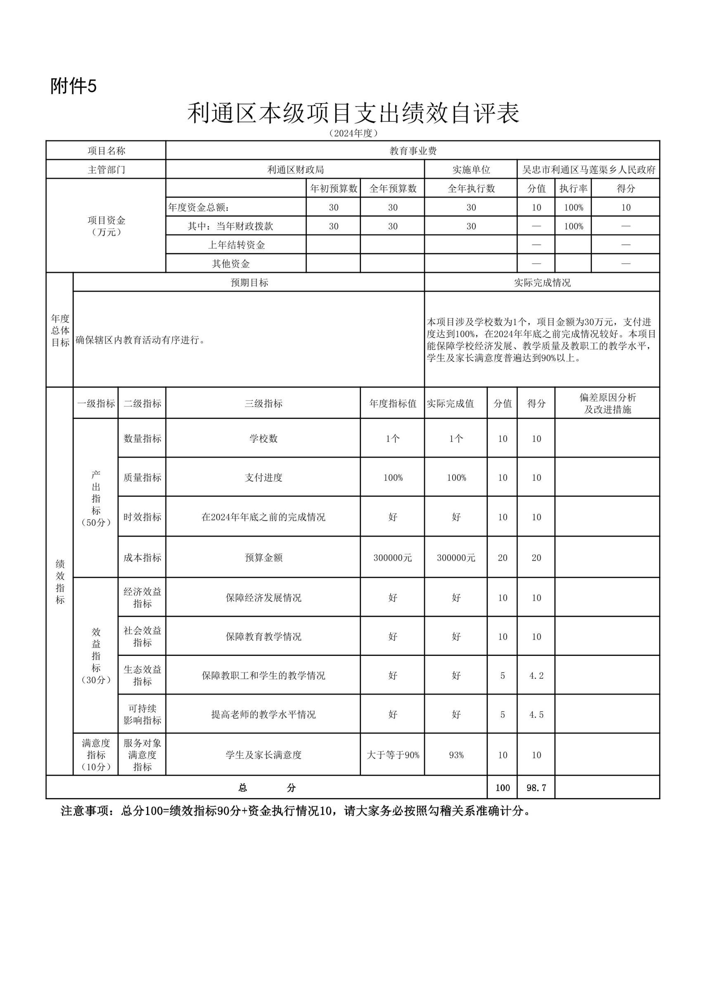 附件5
利通区本级项目支出绩效自评表
（2024年度）
项目名称 教育事业费
主管部门 利通区财政局 实施单位 吴忠市利通区马莲渠乡人民政府
项目资金
（万元）
年初预算数 全年预算数 全年执行数 分值 执行率 得分
年度资金总额： 30 30 30 10 100% 10
其中：当年财政拨款 30 30 30 — 100% —
上年结转资金 — —
其他资金 — —
年度
总体
目标
预期目标 实际完成情况
确保辖区内教育活动有序进行。
本项目涉及学校数为1个，项目金额为30万元，支付进
度达到100%，在2024年年底之前完成情况较好。本项目
能保障学校经济发展、教学质量及教职工的教学水平，
学生及家长满意度普遍达到90%以上。
绩
效
指
标
一级指标 二级指标 三级指标 年度指标值 实际完成值 分值 得分 偏差原因分析
及改进措施
产
出
指
标
（50分）
数量指标 学校数 1个 1个 10 10
质量指标 支付进度 100% 100% 10 10
时效指标 在2024年年底之前的完成情况 好 好 10 10
成本指标 预算金额 300000元 300000元 20 20
效
益
指
标
（30分）
经济效益
指标 保障经济发展情况 好 好 10 10
社会效益
指标 保障教育教学情况 好 好 10 10
生态效益
指标 保障教职工和学生的教学情况 好 好 5 4.2
可持续
影响指标 提高老师的教学水平情况 好 好 5 4.5
满意度
指标
（10分）
服务对象
满意度
指标 学生及家长满意度 大于等于90% 93% 10 10
总 分 100 98.7
注意事项：总分100=绩效指标90分+资金执行情况10，请大家务必按照勾稽关系准确计分。